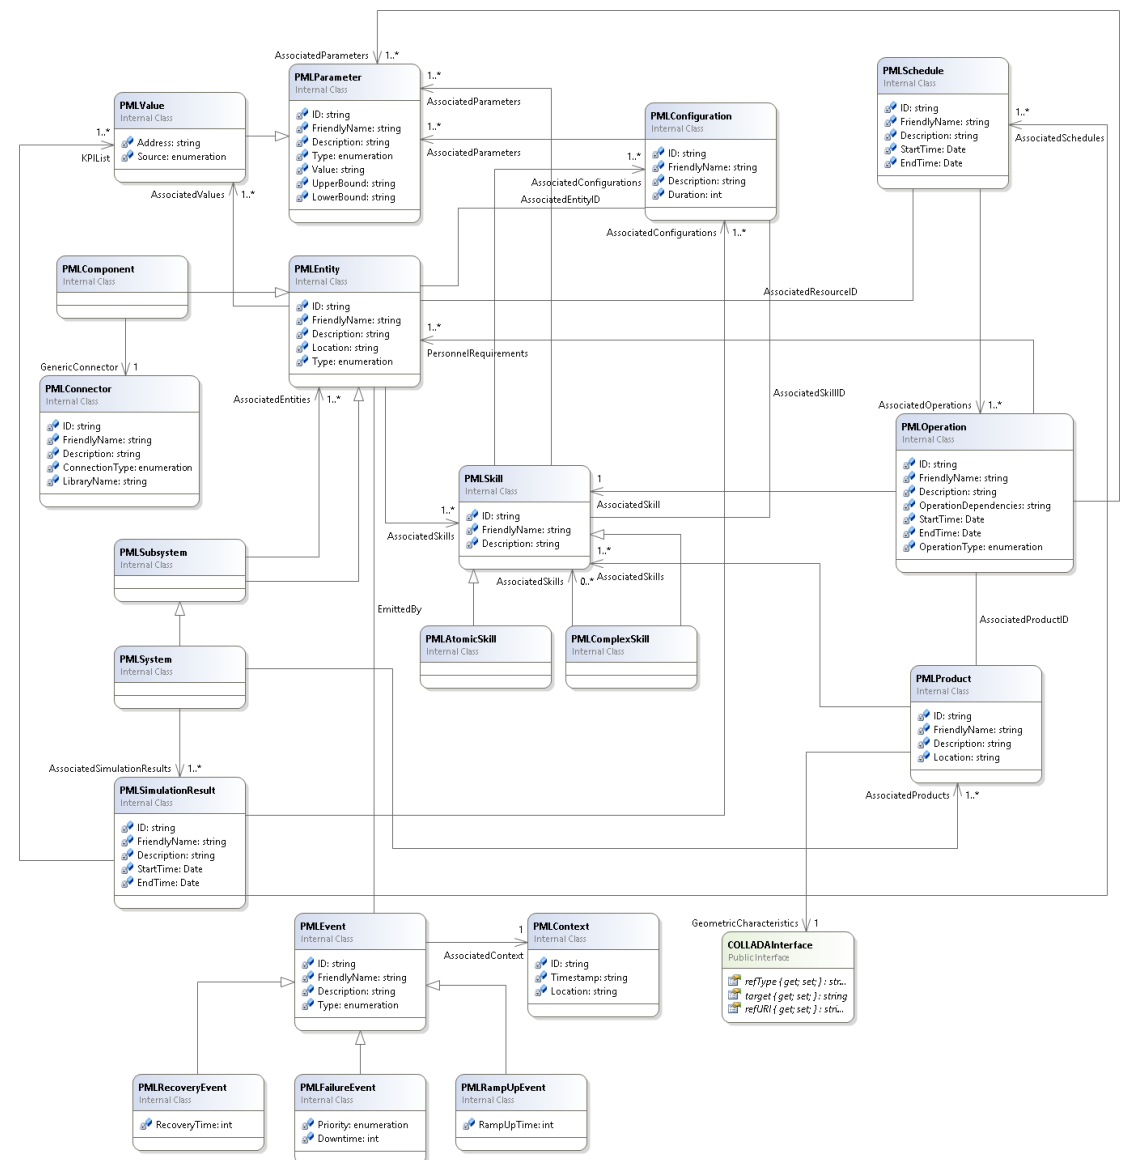 AssociatedParameters 1..*
PMLParameter
Internal Class
ID: string
FriendlyName: string
Description: string
Type: enumeration
Value: string
UpperBound: string
LowerBound: string
PMLValue
Internal Class
Address: string
Source: enumeration
1..*
KPIList
AssociatedValues 1..*
1..*
AssociatedParameters
1..*
AssociatedParameters
PMLConfiguration
Internal Class
ID: string
FriendlyName: string
Description: string
Duration: int
1..*
AssociatedConfigurations
AssociatedEntityID
AssociatedConfigurations 1..*
PMLSchedule
Internal Class
ID: string
FriendlyName: string
Description: string
StartTime: Date
EndTime: Date
1..*
AssociatedSchedules
PMLComponent
Internal Class
PMLEntity
Internal Class
ID: string
FriendlyName: string
Description: string
Location: string
Type: enumeration
AssociatedResourceID
1..*
PersonnelRequirements
GenericConnector 1
PMLConnector
Internal Class
ID: string
FriendlyName: string
Description: string
ConnectionType: enumeration
LibraryName: string
AssociatedEntities 1..*
AssociatedSkillID
AssociatedOperations 1..*
PMLOperation
Internal Class
ID: string
FriendlyName: string
Description: string
OperationDependencies: string
StartTime: Date
EndTime: Date
OperationType: enumeration
PMLSkill
Internal Class
ID: string
FriendlyName: string
Description: string
1
AssociatedSkill
1..*
AssociatedSkills
1..*
AssociatedSkills
AssociatedSkills 0..*
PMLSubsystem
Internal Class
EmittedBy
PMLAtomicSkill
Internal Class
PMLComplexSkill
Internal Class
AssociatedProductID
PMLSystem
Internal Class
PMLProduct
Internal Class
ID: string
FriendlyName: string
Description: string
Location: string
AssociatedSimulationResults 1..*
PMLSimulationResult
Internal Class
ID: string
FriendlyName: string
Description: string
StartTime: Date
EndTime: Date
AssociatedProducts 1..*
PMLEvent
Internal Class
ID: string
FriendlyName: string
Description: string
Type: enumeration
1
AssociatedContext
PMLContext
Internal Class
ID: string
Timestamp: string
Location: string
GeometricCharacteristics 1
COLLADAInterface
Public Interface
refType { get; set; } : str...
target { get; set; } : string
refURI { get; set; } : stri...
PMLRecoveryEvent
Internal Class
RecoveryTime: int
PMLFailureEvent
Internal Class
Priority: enumeration
Downtime: int
PMLRampUpEvent
Internal Class
RampUpTime: int